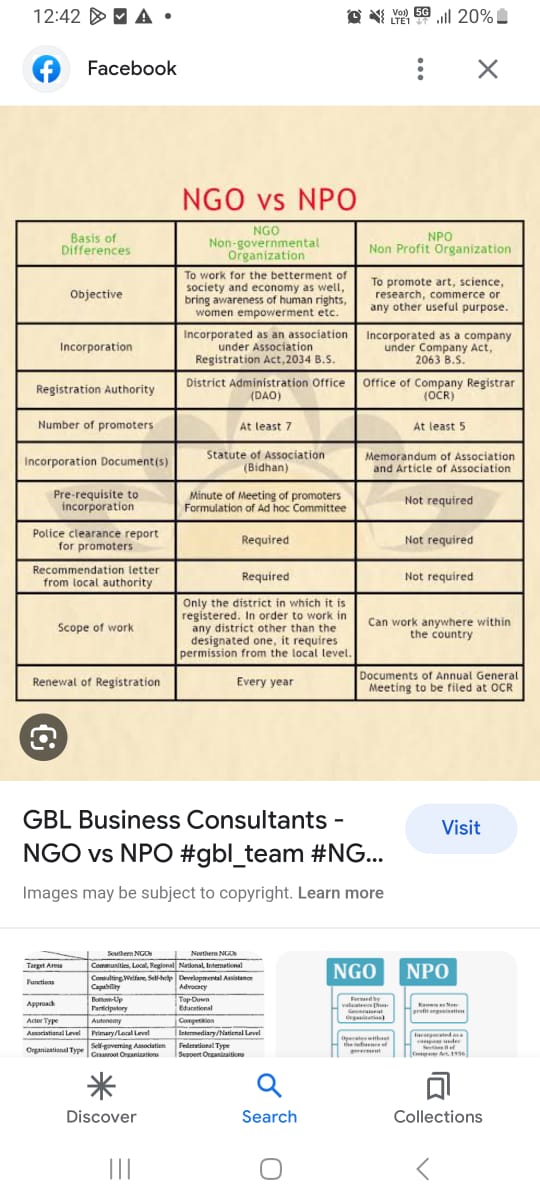 12:42
Vo) 5G
LTE1 20%
Facebook
NGO vs NPO
Basis of
Differences
NGO
Non-governmental
Organization
NPO
Non Profit Organization
Objective
To work for the betterment of
society and economy as well,
bring awareness of human rights,
women empowerment etc.
To promote art, science,
research, commerce or
any other useful purpose.
Incorporation
Incorporated as an association
under Association
Registration Act,2034 B.S.
Incorporated as a company
under Company Act,
2063 B.S.
Registration Authority
District Administration Office
(DAO)
Office of Company Registrar
(OCR)
Number of promoters
At least 7
At least 5
Incorporation Document(s)
Statute of Association
(Bidhan)
Memorandum of Association
and Article of Association
Pre-requisite to
incorporation
Minute of Meeting of promoters
Formulation of Ad hoc Committee
Not required
Police clearance report
for promoters
Required
Not required
Recommendation letter
from local authority
Required
Not required
Scope of work
Only the district in which it is
registered. In order to work in
any district other than the
designated one, it requires
permission from the local level.
Can work anywhere within
the country
Renewal of Registration
Every year
Documents of Annual General
Meeting to be filed at OCR
GBL Business Consultants -
NGO vs NPO #gbl_team #NG...
Visit
Images may be subject to copyright. Learn more
Southern NGOs
Northern NGOs
Target Areas
Communities, Local, Regional
National, International
Functions
Consulting,Welfare, Self-help
Capability
Developmental Assistance
Advocacy
Approach
Bottom-Up
Participatory
Top-Down
Educational
Actor Type
Autonomy
Competition
Associational Level
Primary/Local Level
Intermediary/National Level
Organizational Type
Self-governing Association
Grassroot Organizations
Federational Type
Support Organizations
NGO
NPO
Formed by
volunteers (Non-
Government
Organization)
Known as Non-
profit organization
Operates without
the influence of
government
Incorporated as a
company under
Section 8 of
Company Act, 1956
Discover
Search
Collections